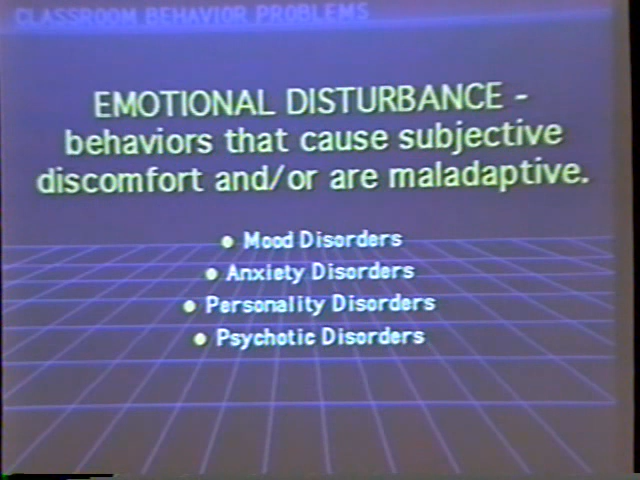 CLASSROOM BEHAVIOR PROBLEMS
EMOTIONAL DISTURBANCE -
behaviors that cause subjective
discomfort and/or are maladaptive.
● Mood Disorders
● Anxiety Disorders
● Personality Disorders
● Psychotic Disorders